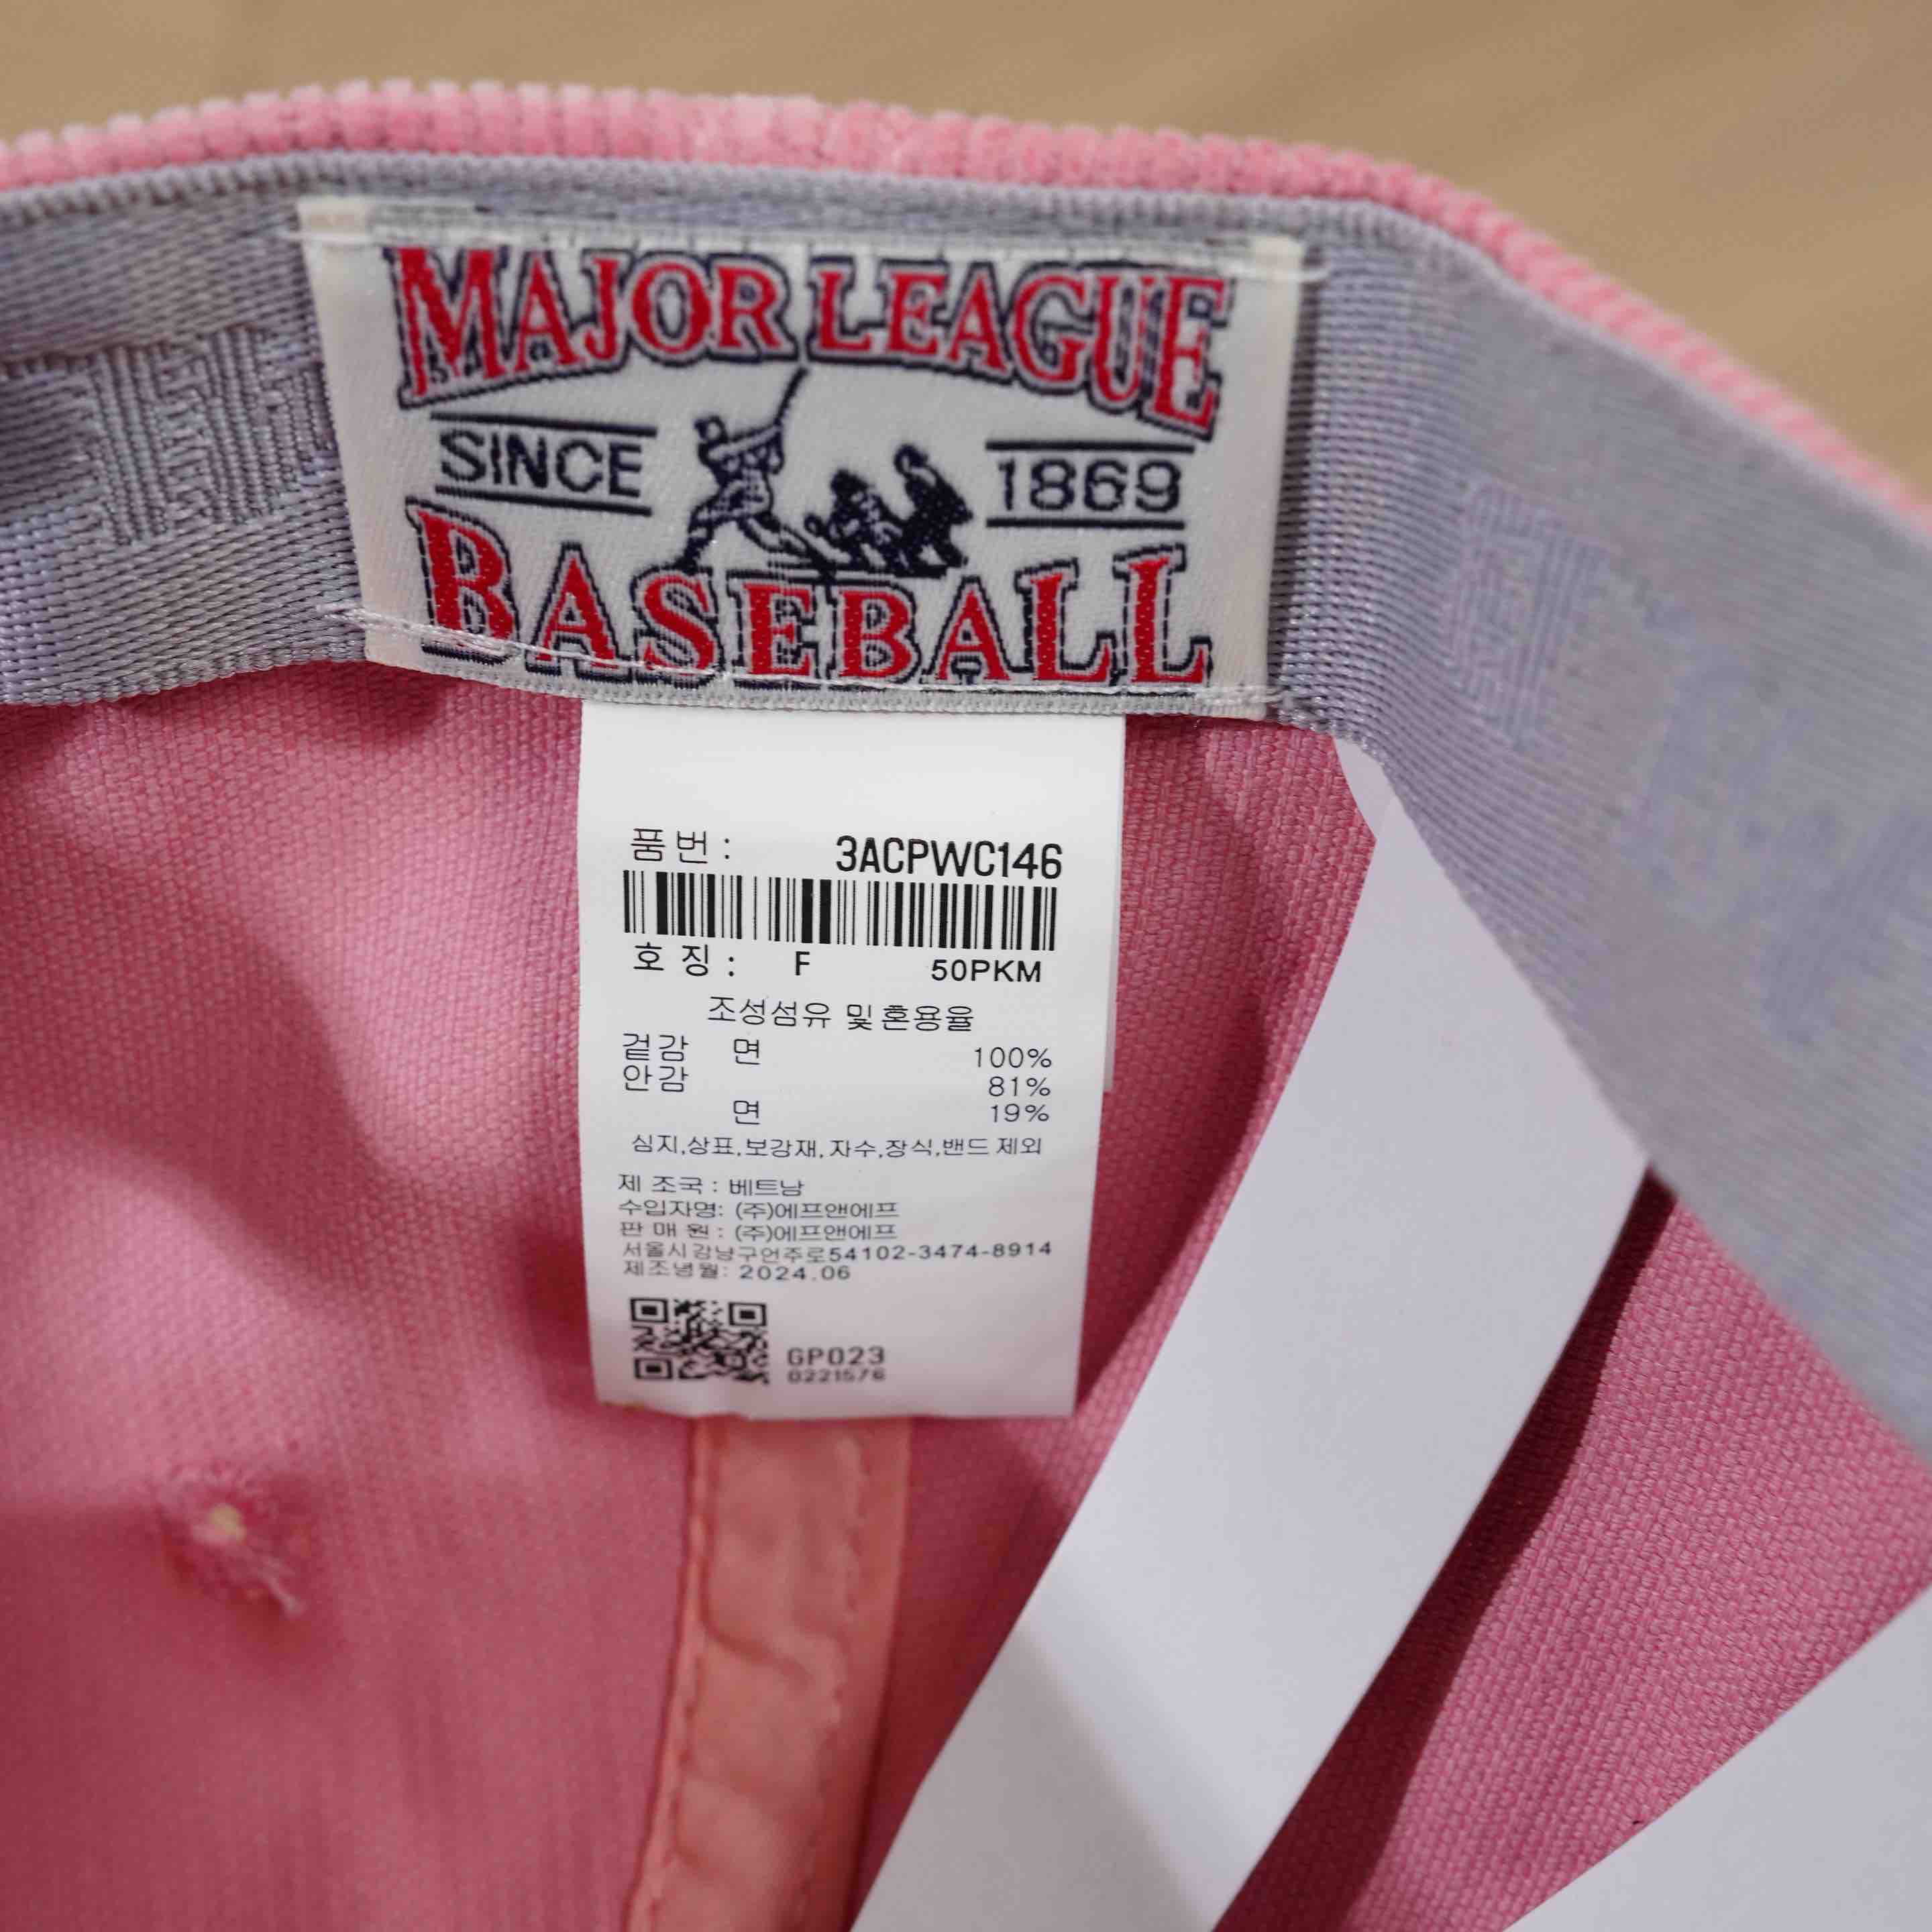 MAJOR LEAGUE
SINCE 1869
BASEBALL
품번: 3ACPWC146
호징: F 50PKM
조성섬유 및 혼용율
겉감 면 100%
안감 81%
면 19%
심지,상표,보강재,자수,장식,밴드 제외
제 조국 : 베트남
수입자명: (주)에프앤에프
판 매 원 : (주)에프앤에프
서울시강남구언주로54102-3474-8914
제조년월: 2024.06
GP023
0221576